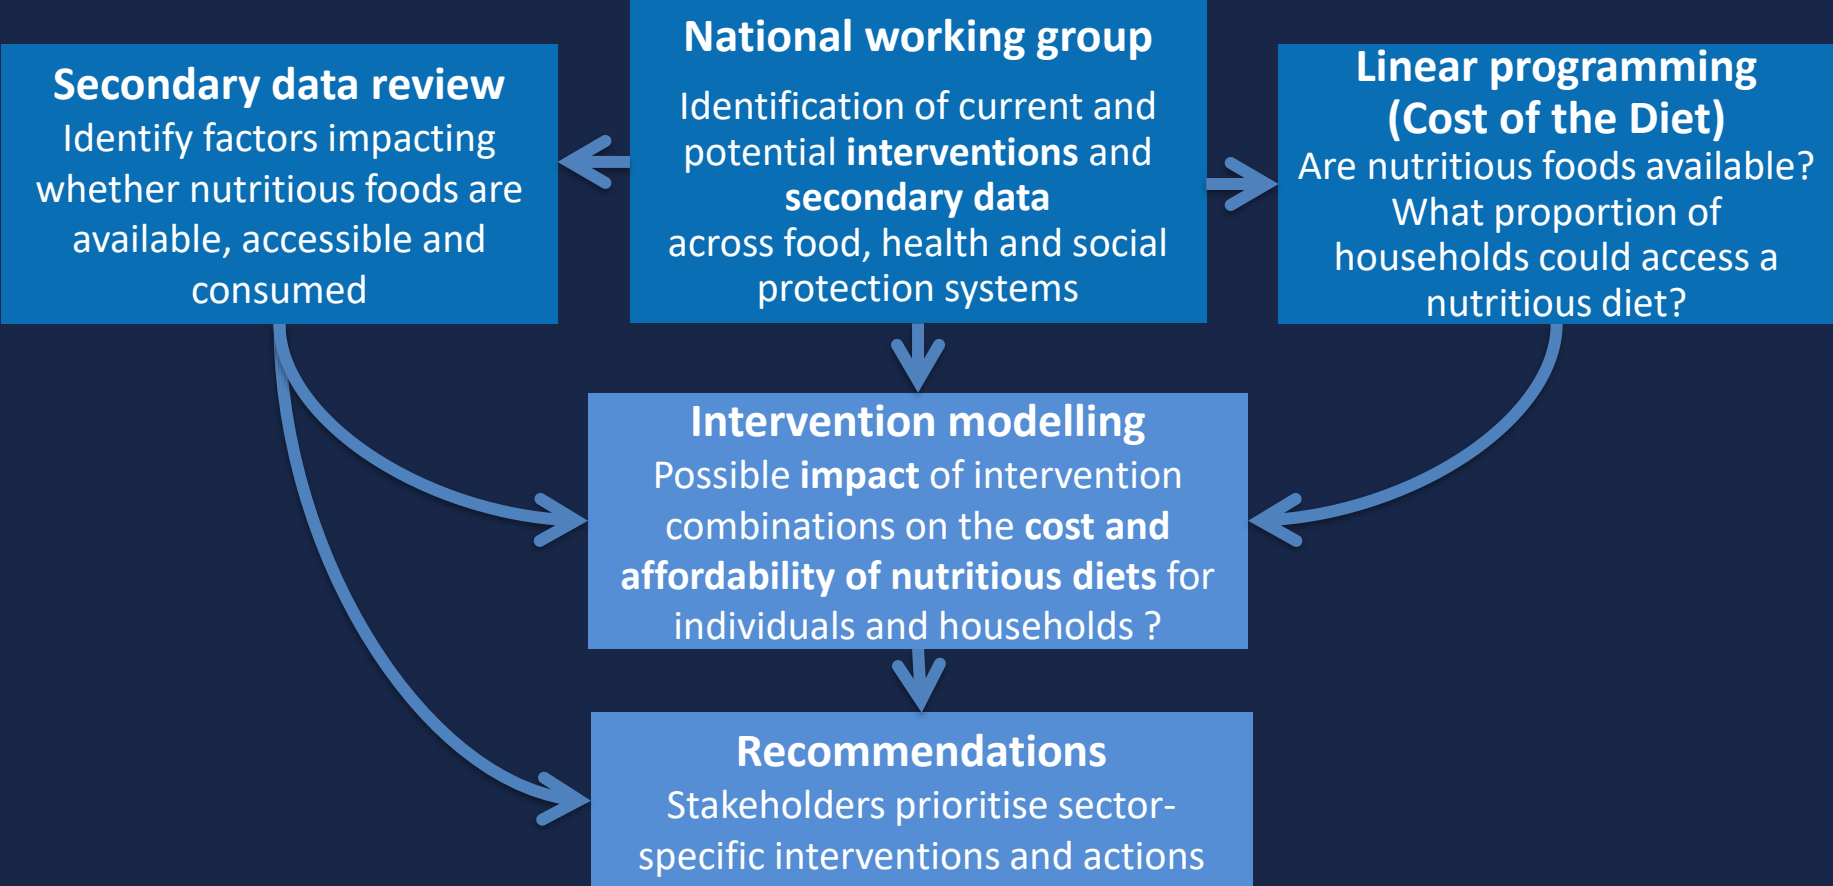 Secondary data review
Identify factors impacting
whether nutritious foods are
available, accessible and
consumed
National working group
Identification of current and
potential interventions and
secondary data
across food, health and social
protection systems
Linear programming
(Cost of the Diet)
Are nutritious foods available?
What proportion of
households could access a
nutritious diet?
Intervention modelling
Possible impact of intervention
combinations on the cost and
affordability of nutritious diets for
individuals and households ?
Recommendations
Stakeholders prioritise sector-
specific interventions and actions